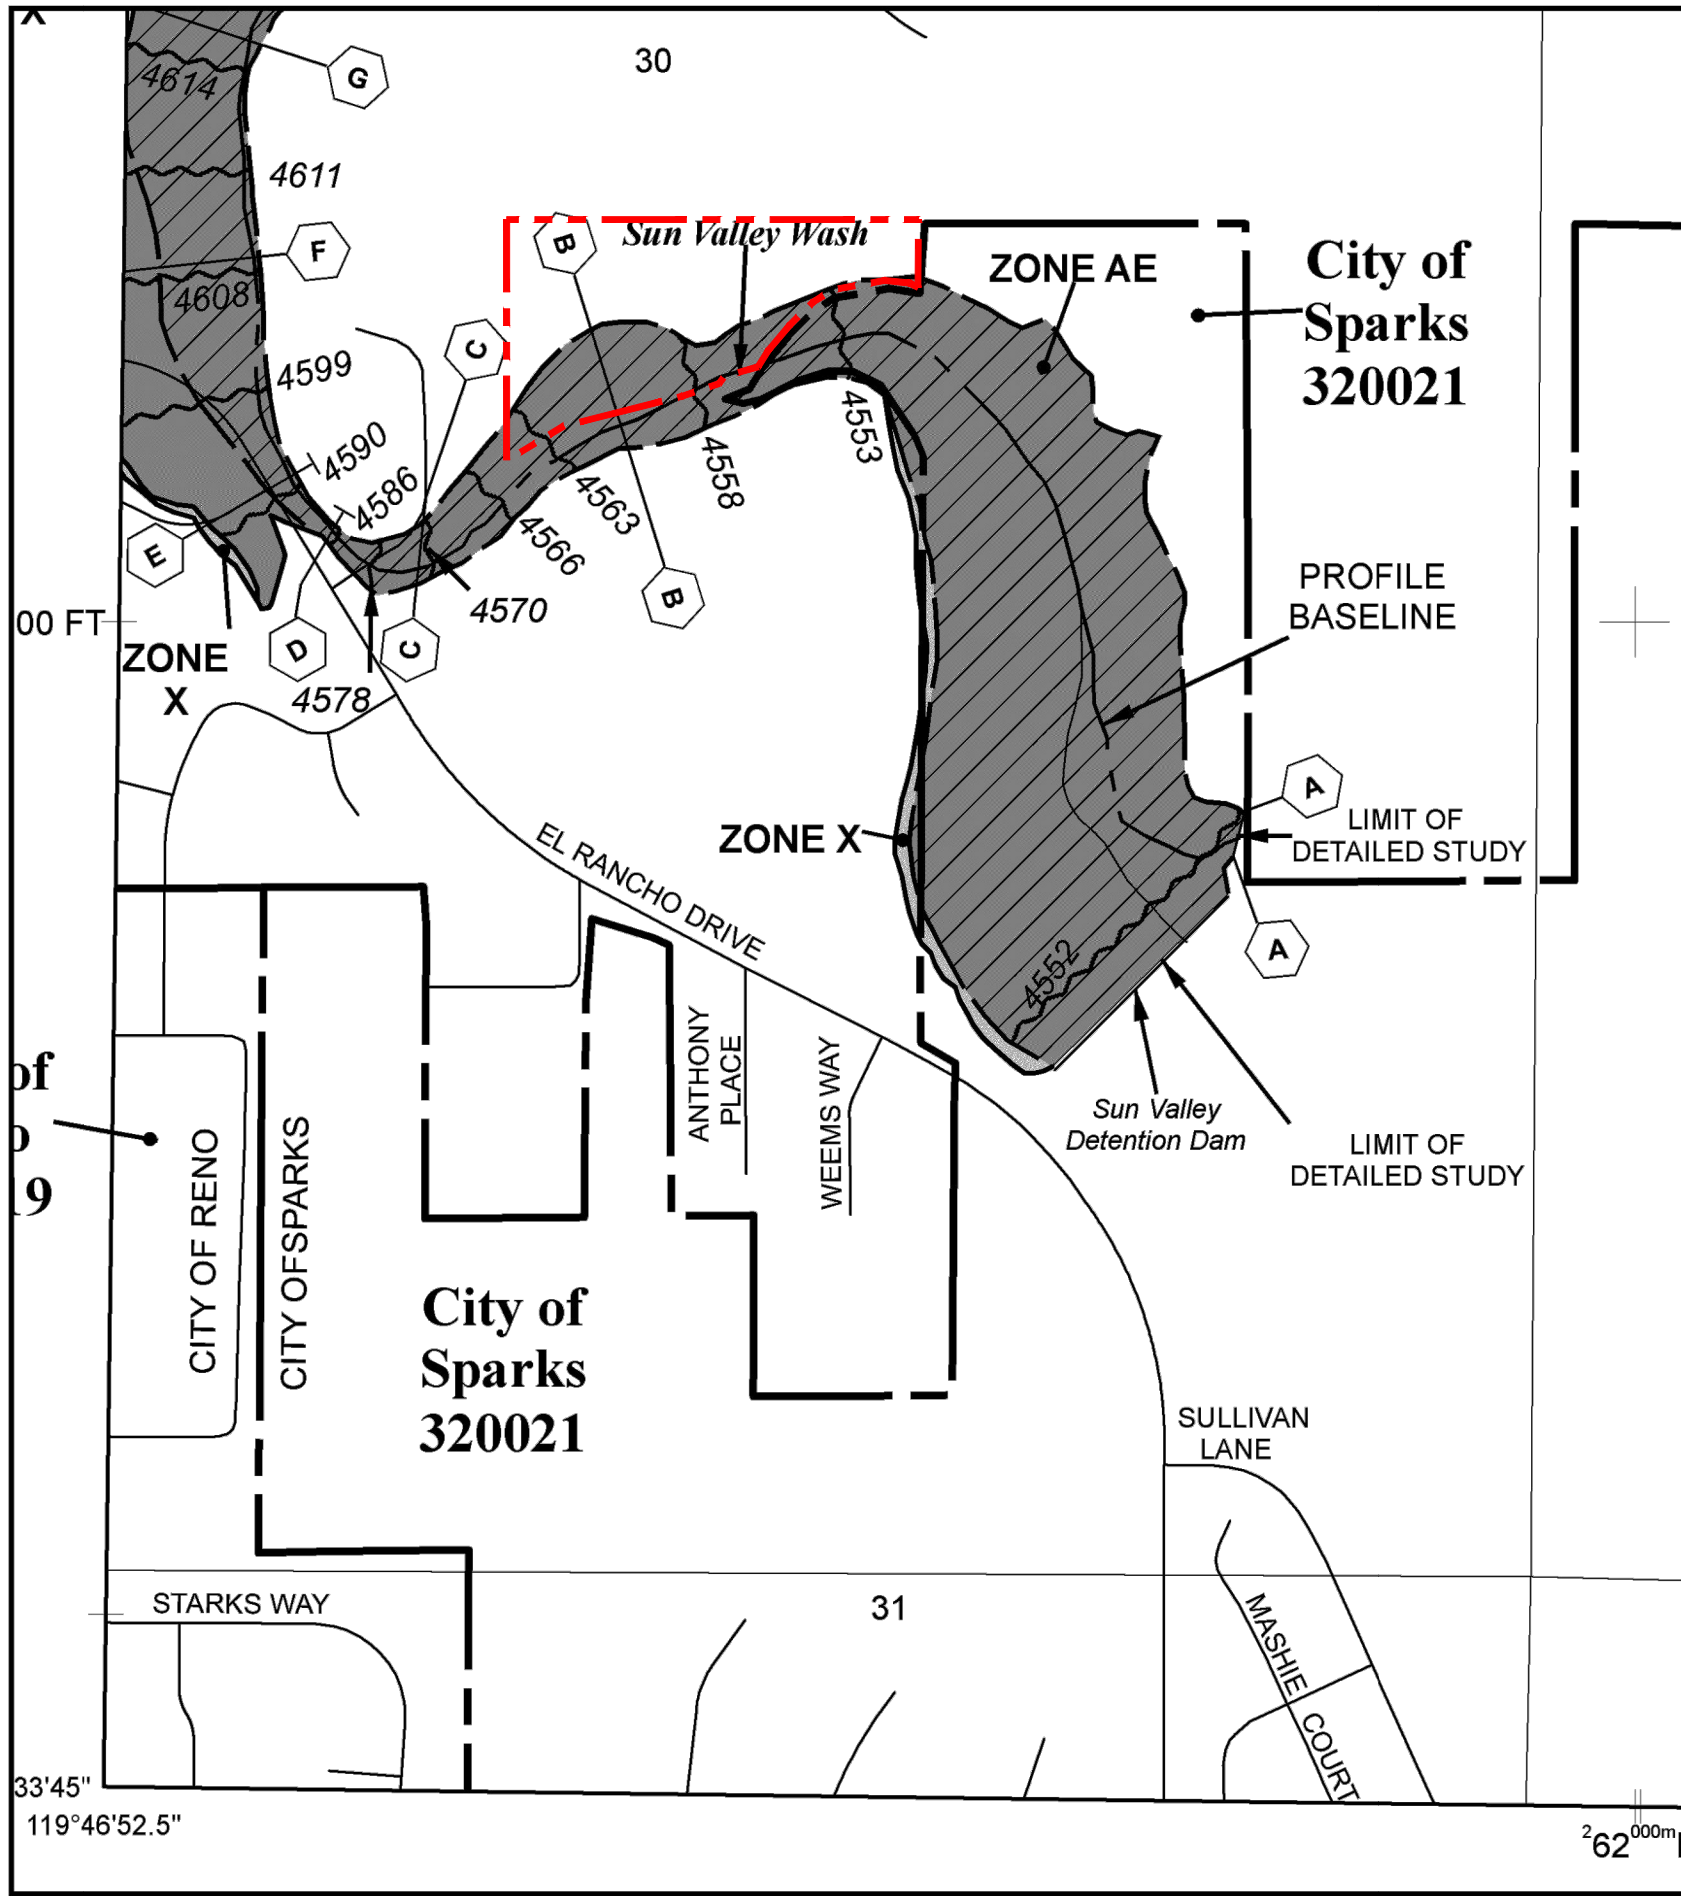 X
30
G
4614
4611
F
4608
4599
B
Sun Valley Wash
C
ZONE AE
City of
Sparks
320021
4590
4586
4553
4558
4563
4566
E
4570
B
PROFILE
BASELINE
00 FT
ZONE
X
D
C
4578
A
ZONE X
EL RANCHO DRIVE
LIMIT OF
DETAILED STUDY
A
4552
of
o
19
CITY OF RENO
CITY OFSPARKS
ANTHONY
PLACE
WEEMS WAY
Sun Valley
Detention Dam
LIMIT OF
DETAILED STUDY
City of
Sparks
320021
SULLIVAN
LANE
STARKS WAY
31
MASHIE COURT
33'45"
119°46'52.5"
262000m